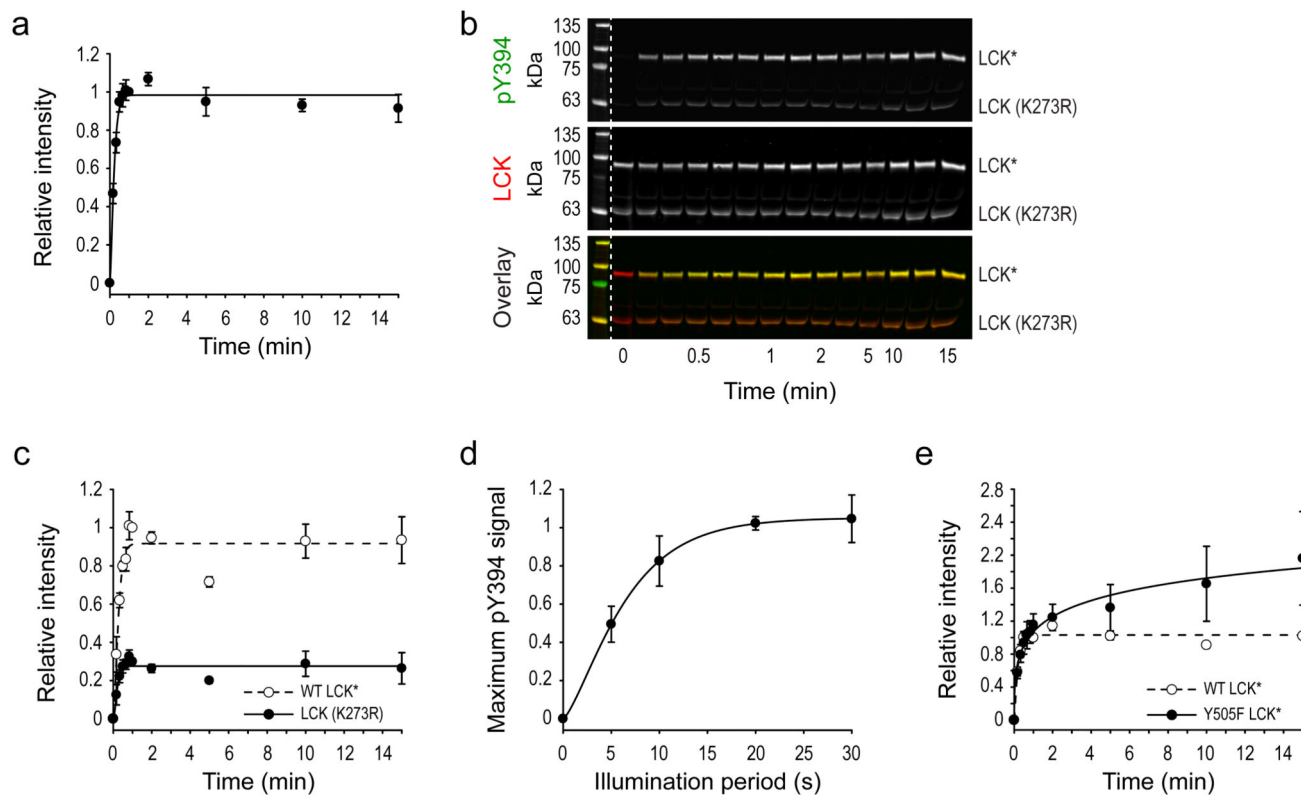 a
1.2
1
0.8
0.6
0.4
0.2
0
0 2 4 6 8 10 12 14
Relative intensity
Time (min)
b
pY394
kDa
135
100
75
63
LCK*
LCK (K273R)
LCK
kDa
135
100
75
63
LCK*
LCK (K273R)
Overlay
kDa
135
100
75
63
LCK*
LCK (K273R)
0 0.5 1 2 5 10 15
Time (min)
c
1.2
1
0.8
0.6
0.4
0.2
0
0 2 4 6 8 10 12 14
Relative intensity
WT LCK*
LCK (K273R)
Time (min)
d
1.2
1
0.8
0.6
0.4
0.2
0
0 5 10 15 20 25 30
Maximum pY394 signal
Illumination period (s)
e
2.8
2.4
2.0
1.6
1.2
1.0
0.8
0.4
0
0 2 4 6 8 10 12 14
Relative intensity
WT LCK*
Y505F LCK*
Time (min)